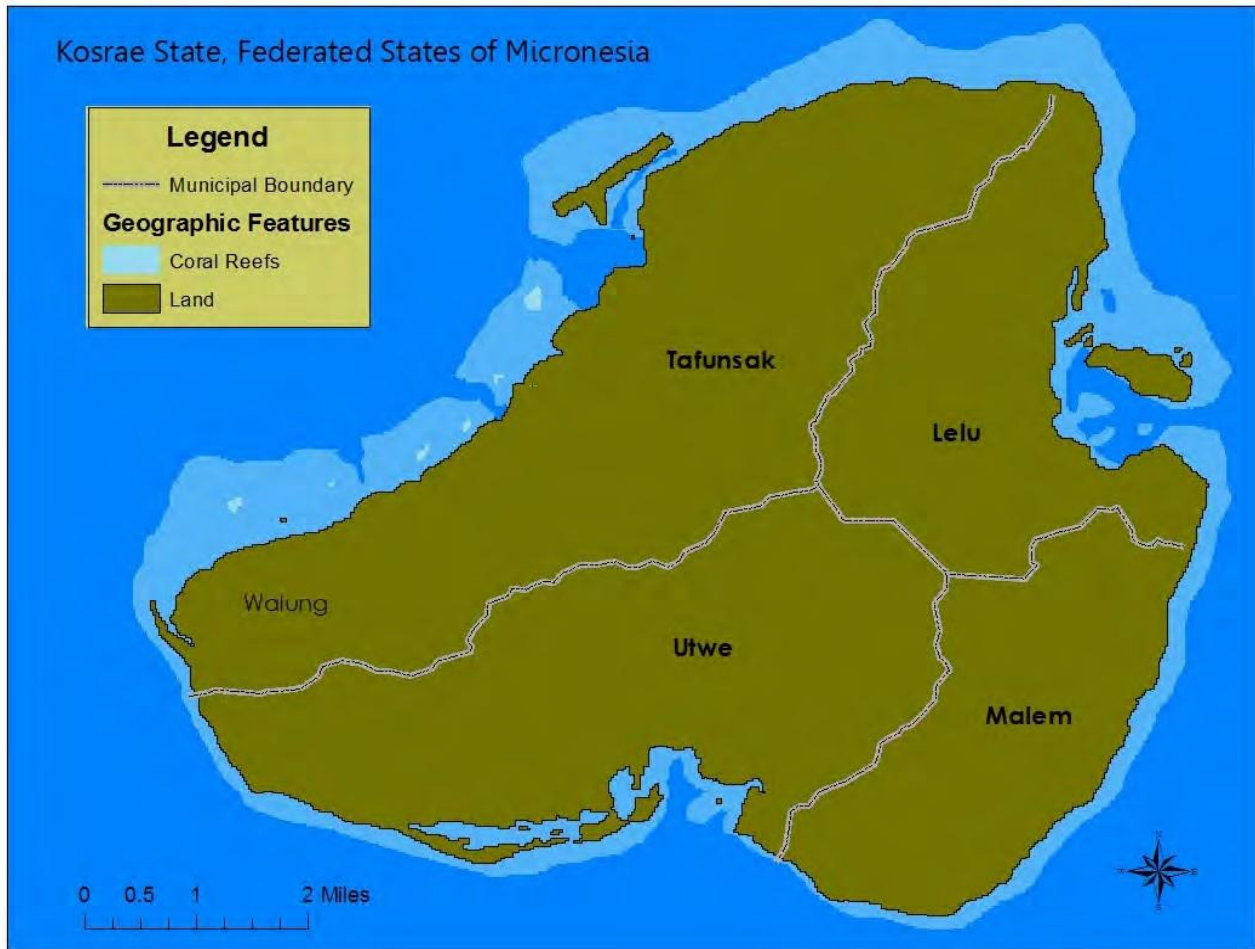 Kosrae State, Federated States of Micronesia
Legend
Municipal Boundary
Geographic Features
Coral Reefs
Land
Tafunsak
Lelu
Walung
Utwe
Malem
0 0.5 1 2 Miles